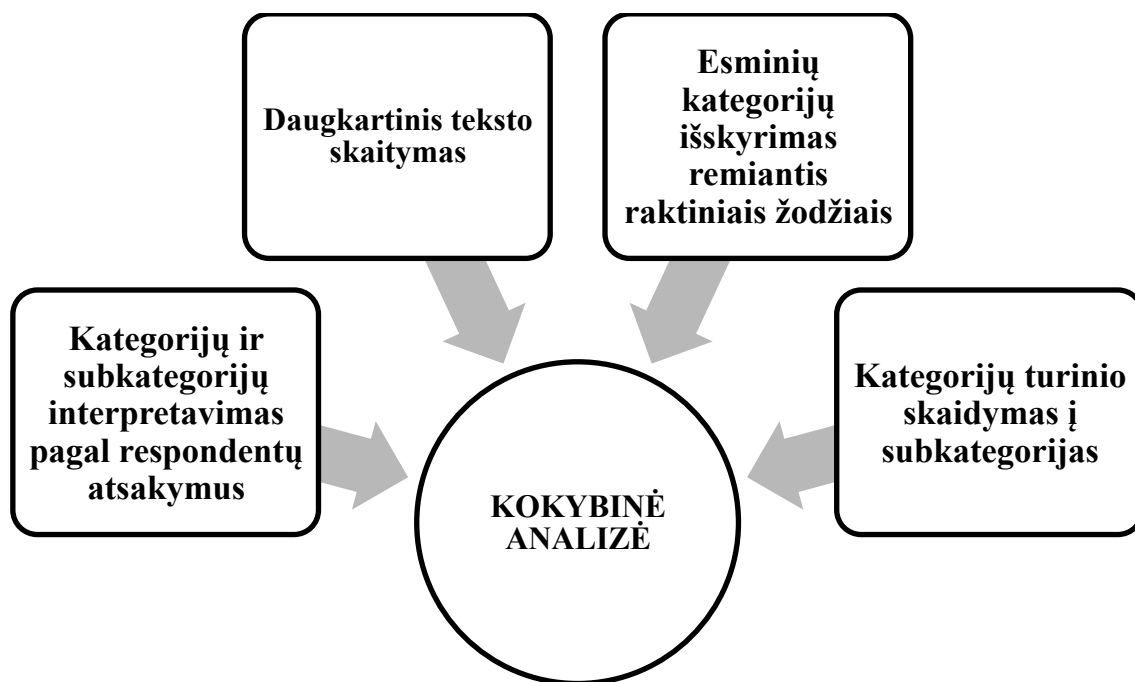 Daugkartinis teksto
skaitymas
Esminių
kategorijų
išskyrimas
remiantis
raktiniais žodžiais
Kategorijų ir
subkategorijų
interpretavimas
pagal respondentų
atsakymus
Kategorijų turinio
skaidymas į
subkategorijas
KOKYBINĖ
ANALIZĖ